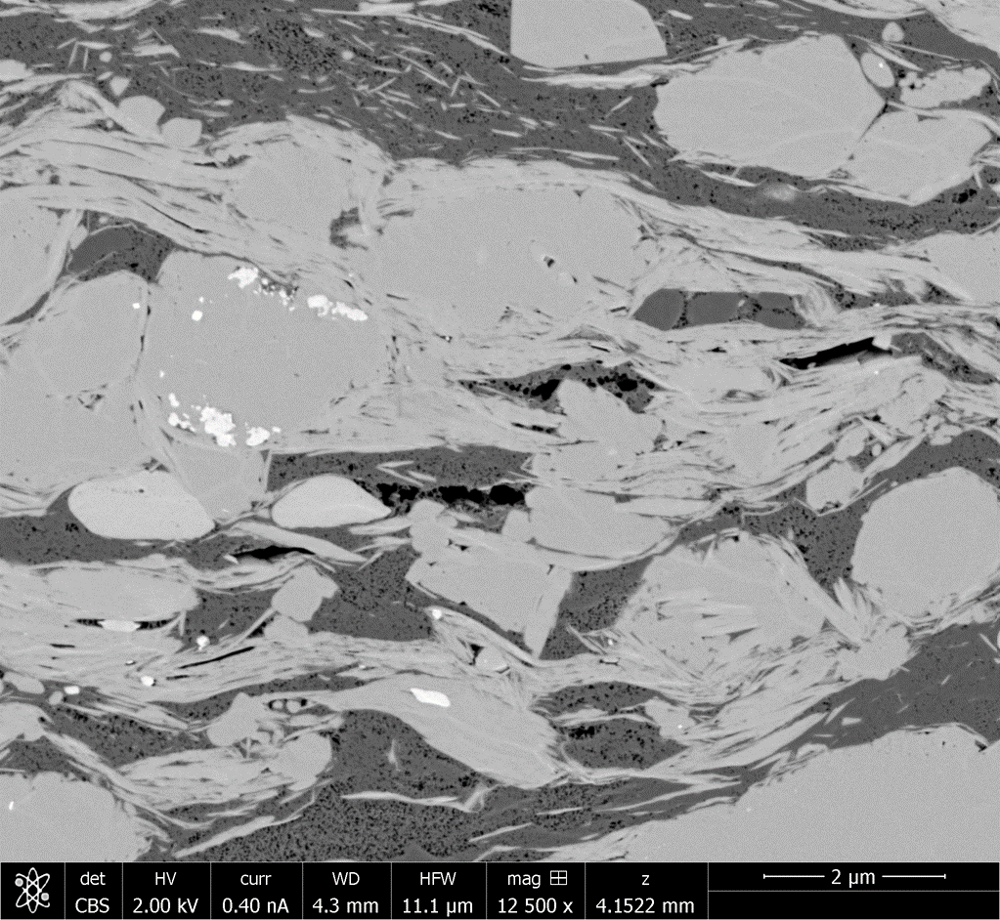 det HV curr WD HFW mag z 2 µm
CBS 2.00 kV 0.40 nA 4.3 mm 11.1 µm 12 500 x 4.1522 mm